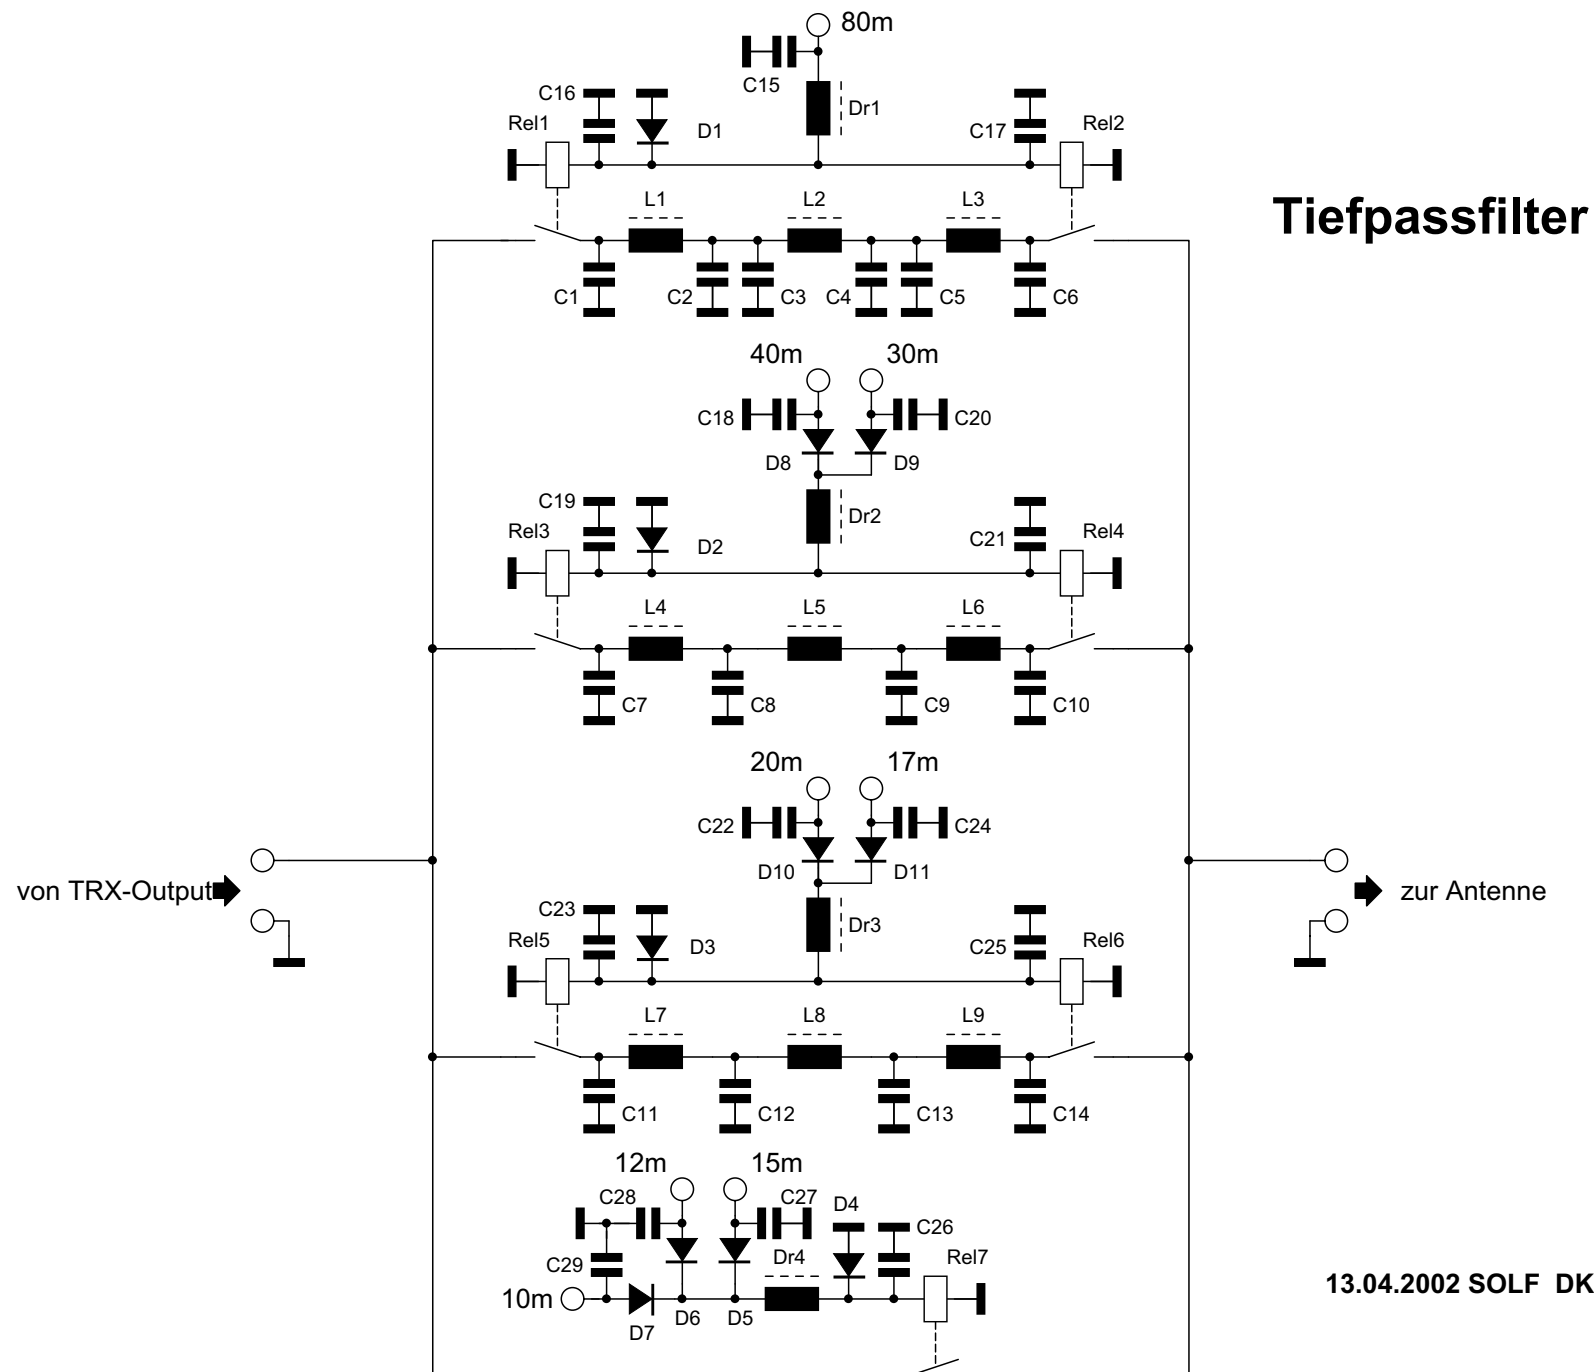 80m
C15
Dr1
C16
D1
C17
Rel1
Rel2
L1
L2
L3
Tiefpassfilter
C1
C2
C3
C4
C5
C6
40m
30m
C18
C20
D8
D9
C19
Dr2
Rel3
D2
C21
Rel4
L4
L5
L6
C7
C8
C9
C10
20m
17m
C22
C24
D10
D11
von TRX-Output
zur Antenne
C23
Dr3
Rel5
D3
C25
Rel6
L7
L8
L9
C11
C12
C13
C14
12m
15m
C28
C27
D4
C26
C29
Dr4
Rel7
10m
D7
D6
D5
13.04.2002 SOLF DK